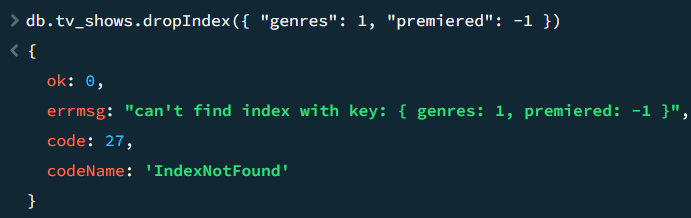 > db.tv_shows.dropIndex({ "genres": 1, "premiered": -1 })
< {
ok: 0,
errmsg: "can't find index with key: { genres: 1, premiered: -1 }",
code: 27,
codeName: 'IndexNotFound'
}